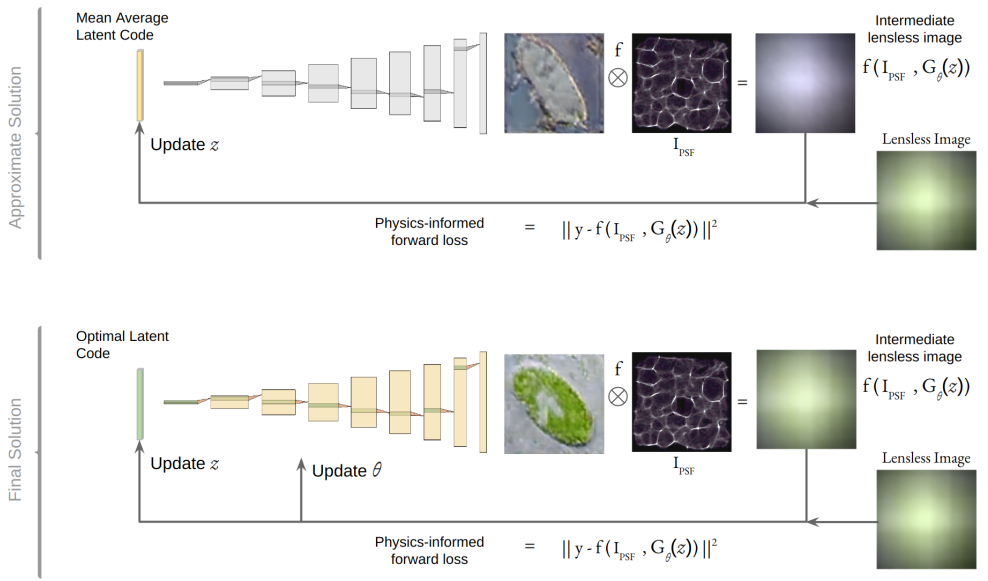 Approximate Solution
Mean Average
Latent Code
Update z
f
⊗
I_PSF
=
Intermediate
lensless image
f ( I_PSF , G_θ(z))
Lensless Image
Physics-informed
forward loss
= || y - f ( I_PSF , G_θ(z)) ||²
Final Solution
Optimal Latent
Code
Update z
Update θ
f
⊗
I_PSF
=
Intermediate
lensless image
f ( I_PSF , G_θ(z))
Lensless Image
Physics-informed
forward loss
= || y - f ( I_PSF , G_θ(z)) ||²